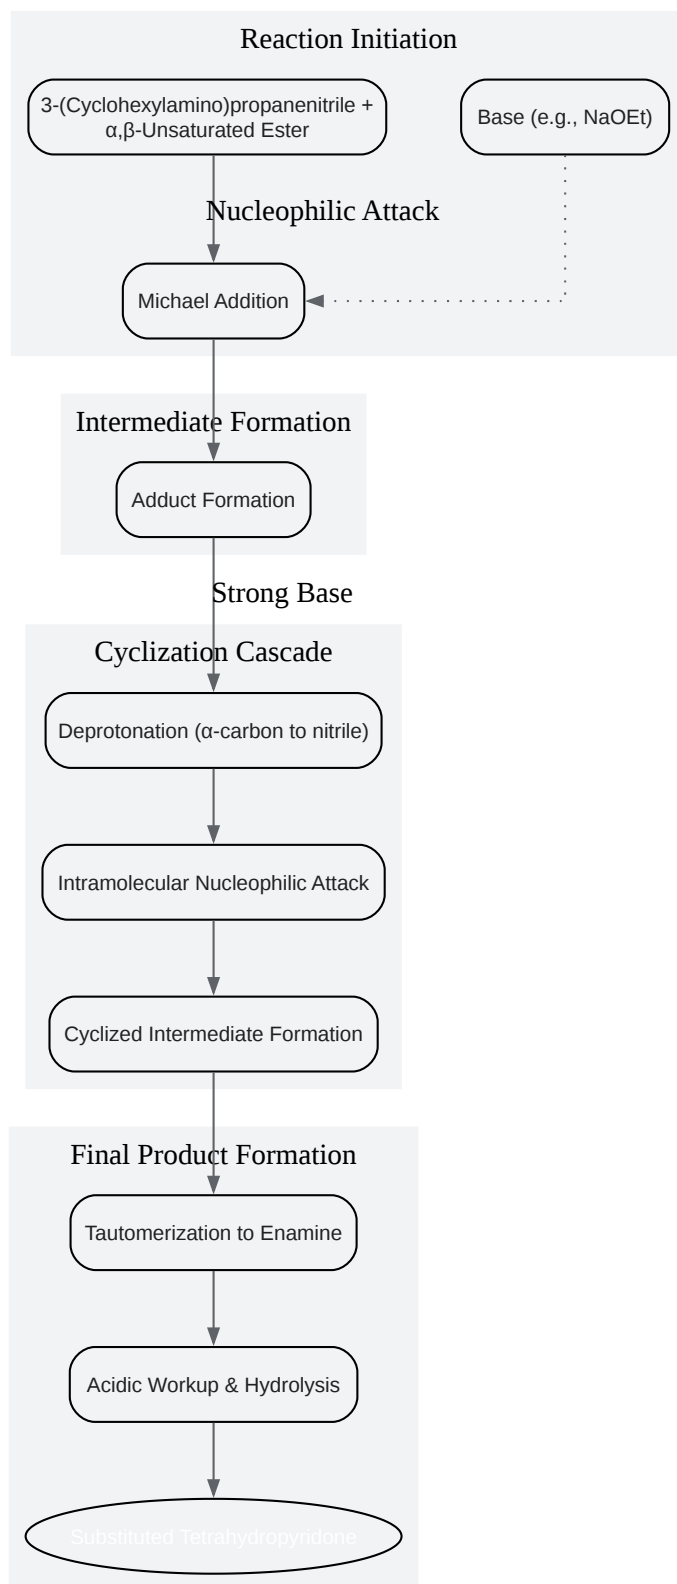 Reaction Initiation
3-(Cyclohexylamino)propanenitrile +
α,β-Unsaturated Ester
Base (e.g., NaOEt)
Nucleophilic Attack
Michael Addition
Intermediate Formation
Adduct Formation
Strong Base
Cyclization Cascade
Deprotonation (α-carbon to nitrile)
Intramolecular Nucleophilic Attack
Cyclized Intermediate Formation
Final Product Formation
Tautomerization to Enamine
Acidic Workup & Hydrolysis
Substituted Tetrahydropyridone